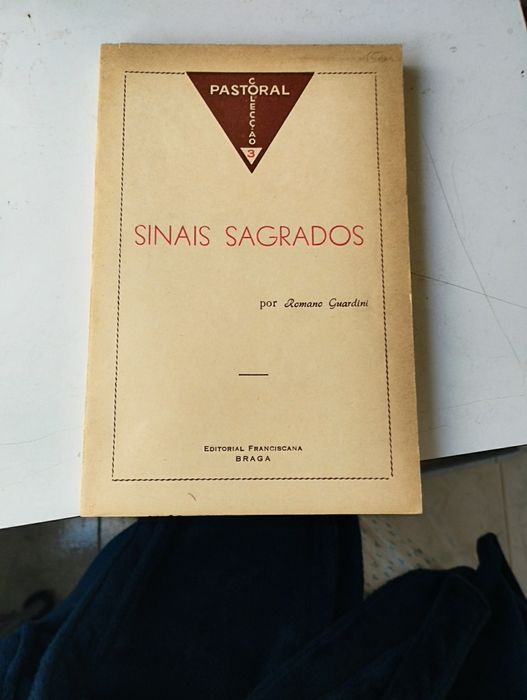 PASTORAL
COLECÇÃO
3
SINAIS SAGRADOS
por Romano Guardini
EDITORIAL FRANCISCANA
BRAGA